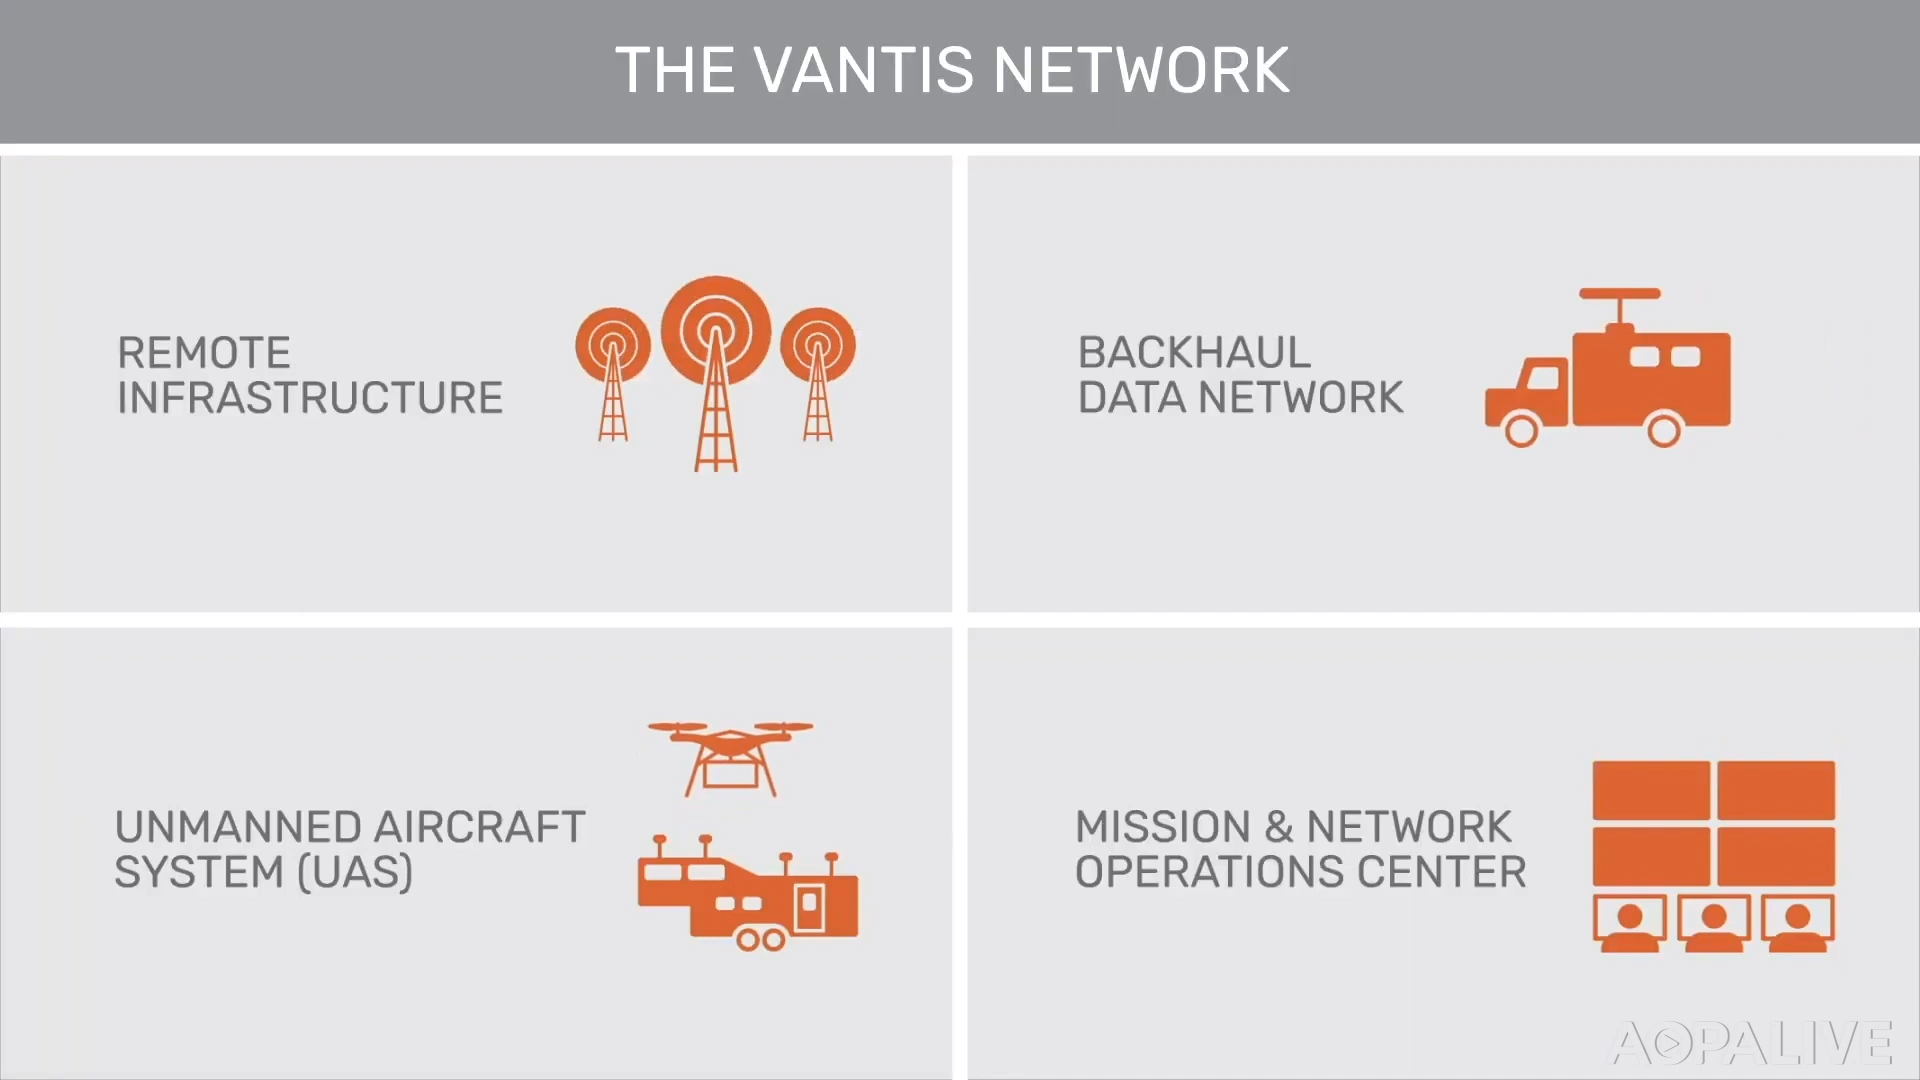 THE VANTIS NETWORK
REMOTE
INFRASTRUCTURE
BACKHAUL
DATA NETWORK
UNMANNED AIRCRAFT
SYSTEM (UAS)
MISSION & NETWORK
OPERATIONS CENTER
AOPALIVE